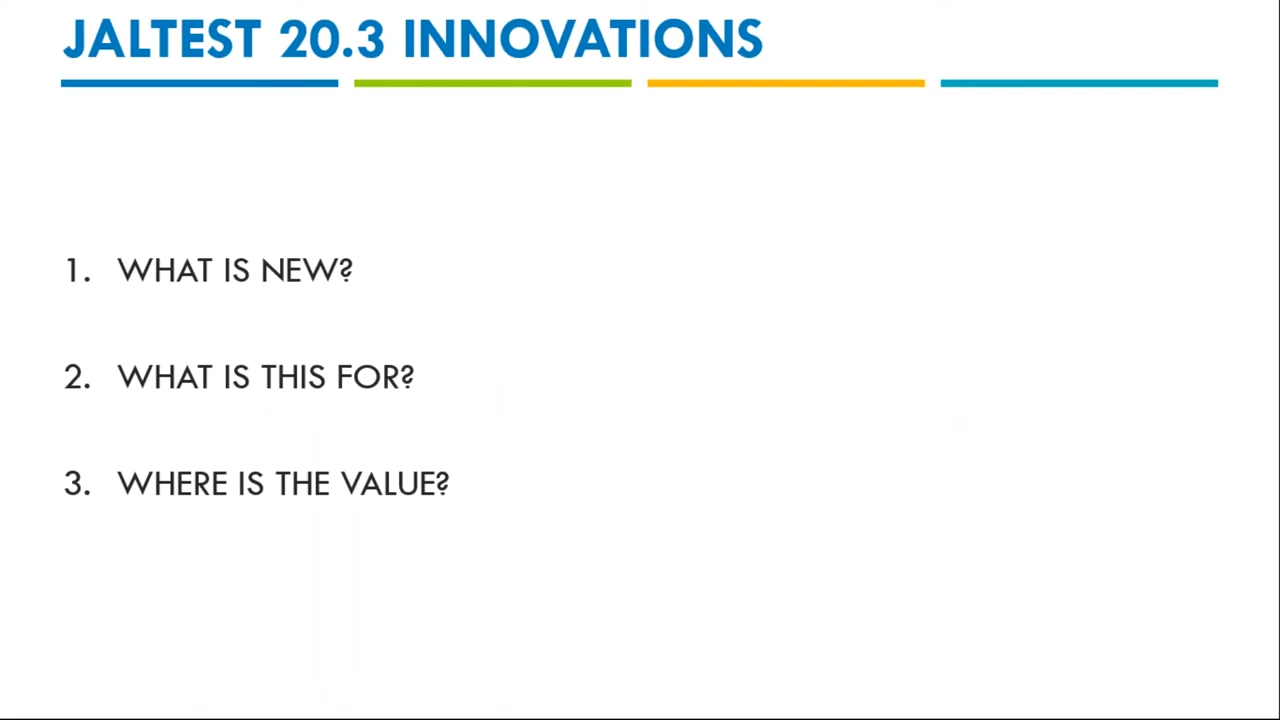 JALTEST 20.3 INNOVATIONS
1. WHAT IS NEW?
2. WHAT IS THIS FOR?
3. WHERE IS THE VALUE?